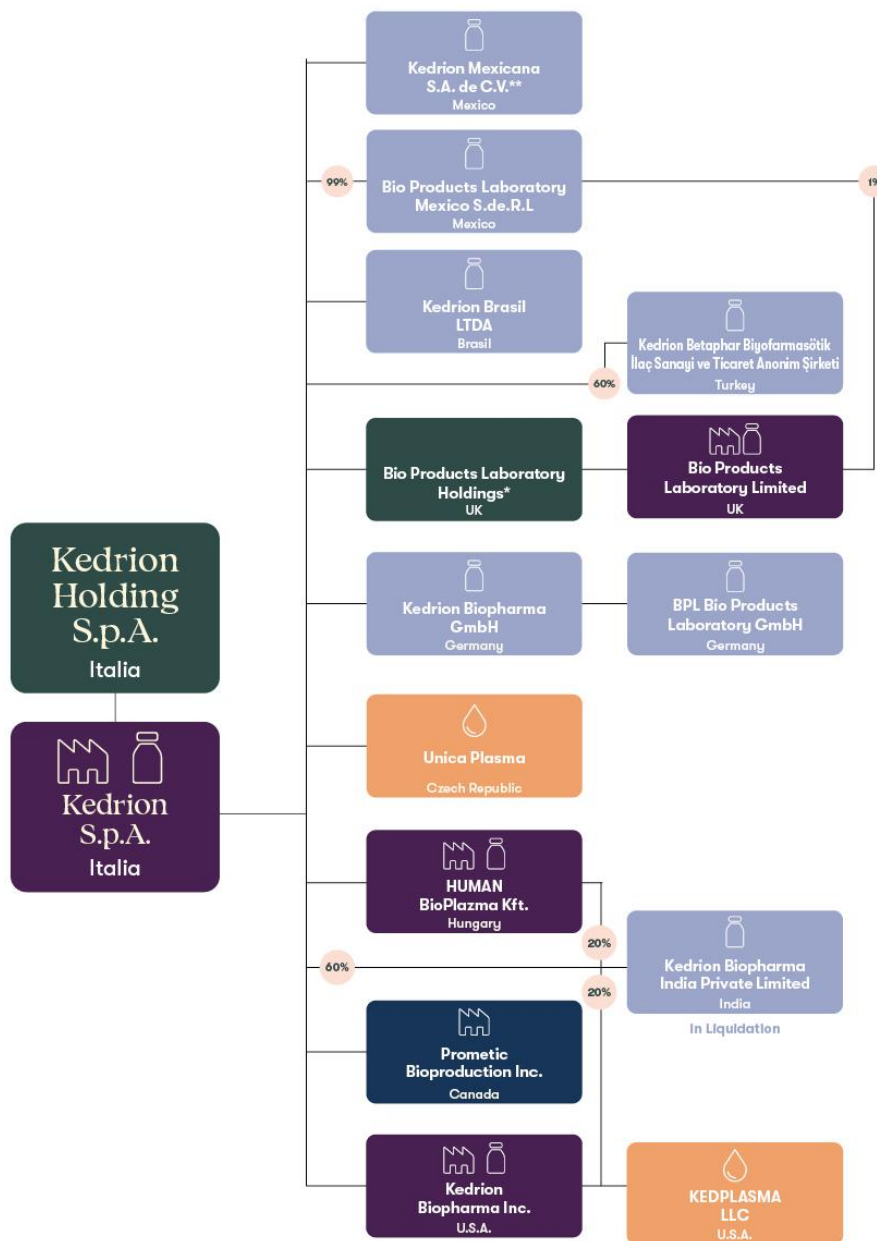 Kedrion Mexicana
S.A. de C.V.**
Mexico
99%
Bio Products Laboratory
Mexico S.de.R.L
Mexico
1%
Kedrion Brasil
LTDA
Brasil
Kedrion Betaphar Biyofarmasötik
İlaç Sanayi ve Ticaret Anonim Şirketi
Turkey
60%
Bio Products Laboratory
Holdings*
UK
Bio Products
Laboratory Limited
UK
Kedrion
Holding
S.p.A.
Italia
Kedrion Biopharma
GmbH
Germany
BPL Bio Products
Laboratory GmbH
Germany
Kedrion
S.p.A.
Italia
Unica Plasma
Czech Republic
HUMAN
BioPlazma Kft.
Hungary
20%
60%
20%
Kedrion Biopharma
India Private Limited
India
In Liquidation
Prometic
Bioproduction Inc.
Canada
Kedrion
Biopharma Inc.
U.S.A.
KEDPLASMA
LLC
U.S.A.